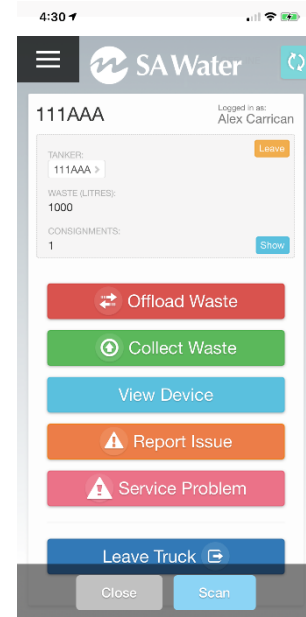 4:30
SA Water
111AAA
Logged in as:
Alex Carrican
TANKER:
Leave
111AAA >
WASTE (LITRES):
1000
CONSIGNMENTS:
1
Show
Offload Waste
Collect Waste
View Device
Report Issue
Service Problem
Leave Truck
Close
Scan